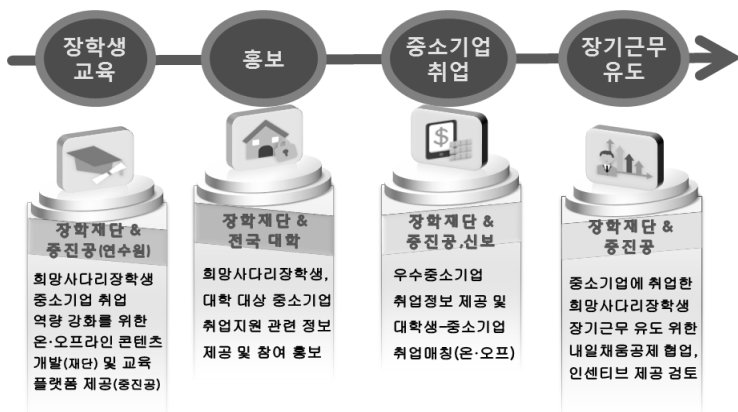 장학생
교육
홍보
중소기업
취업
장기근무
유도
장학재단 &
중진공(연수원)
희망사다리장학생
중소기업 취업
역량 강화를 위한
온·오프라인 콘텐츠
개발(재단) 및 교육
플랫폼 제공(중진공)
장학재단 &
전국 대학
희망사다리장학생,
대학 대상 중소기업
취업지원 관련 정보
제공 및 참여 홍보
장학재단 &
중진공,신보
우수중소기업
취업정보 제공 및
대학생-중소기업
취업매칭(온·오프)
장학재단 &
중진공
중소기업에 취업한
희망사다리장학생
장기근무 유도 위한
내일채움공제 협업,
인센티브 제공 검토